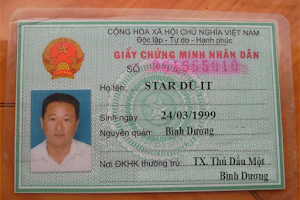 CỘNG HÒA XÃ HỘI CHỦ NGHĨA VIỆT NAM
Độc lập - Tự do - Hạnh phúc
GIẤY CHỨNG MINH NHÂN DÂN
SỐ
Họ tên: STAR DŨ IT
Sinh ngày 24/03/1999
Nguyên quán: Bình Dương
Nơi ĐKHK thường trú: TX. Thủ Dầu Một
Bình Dương